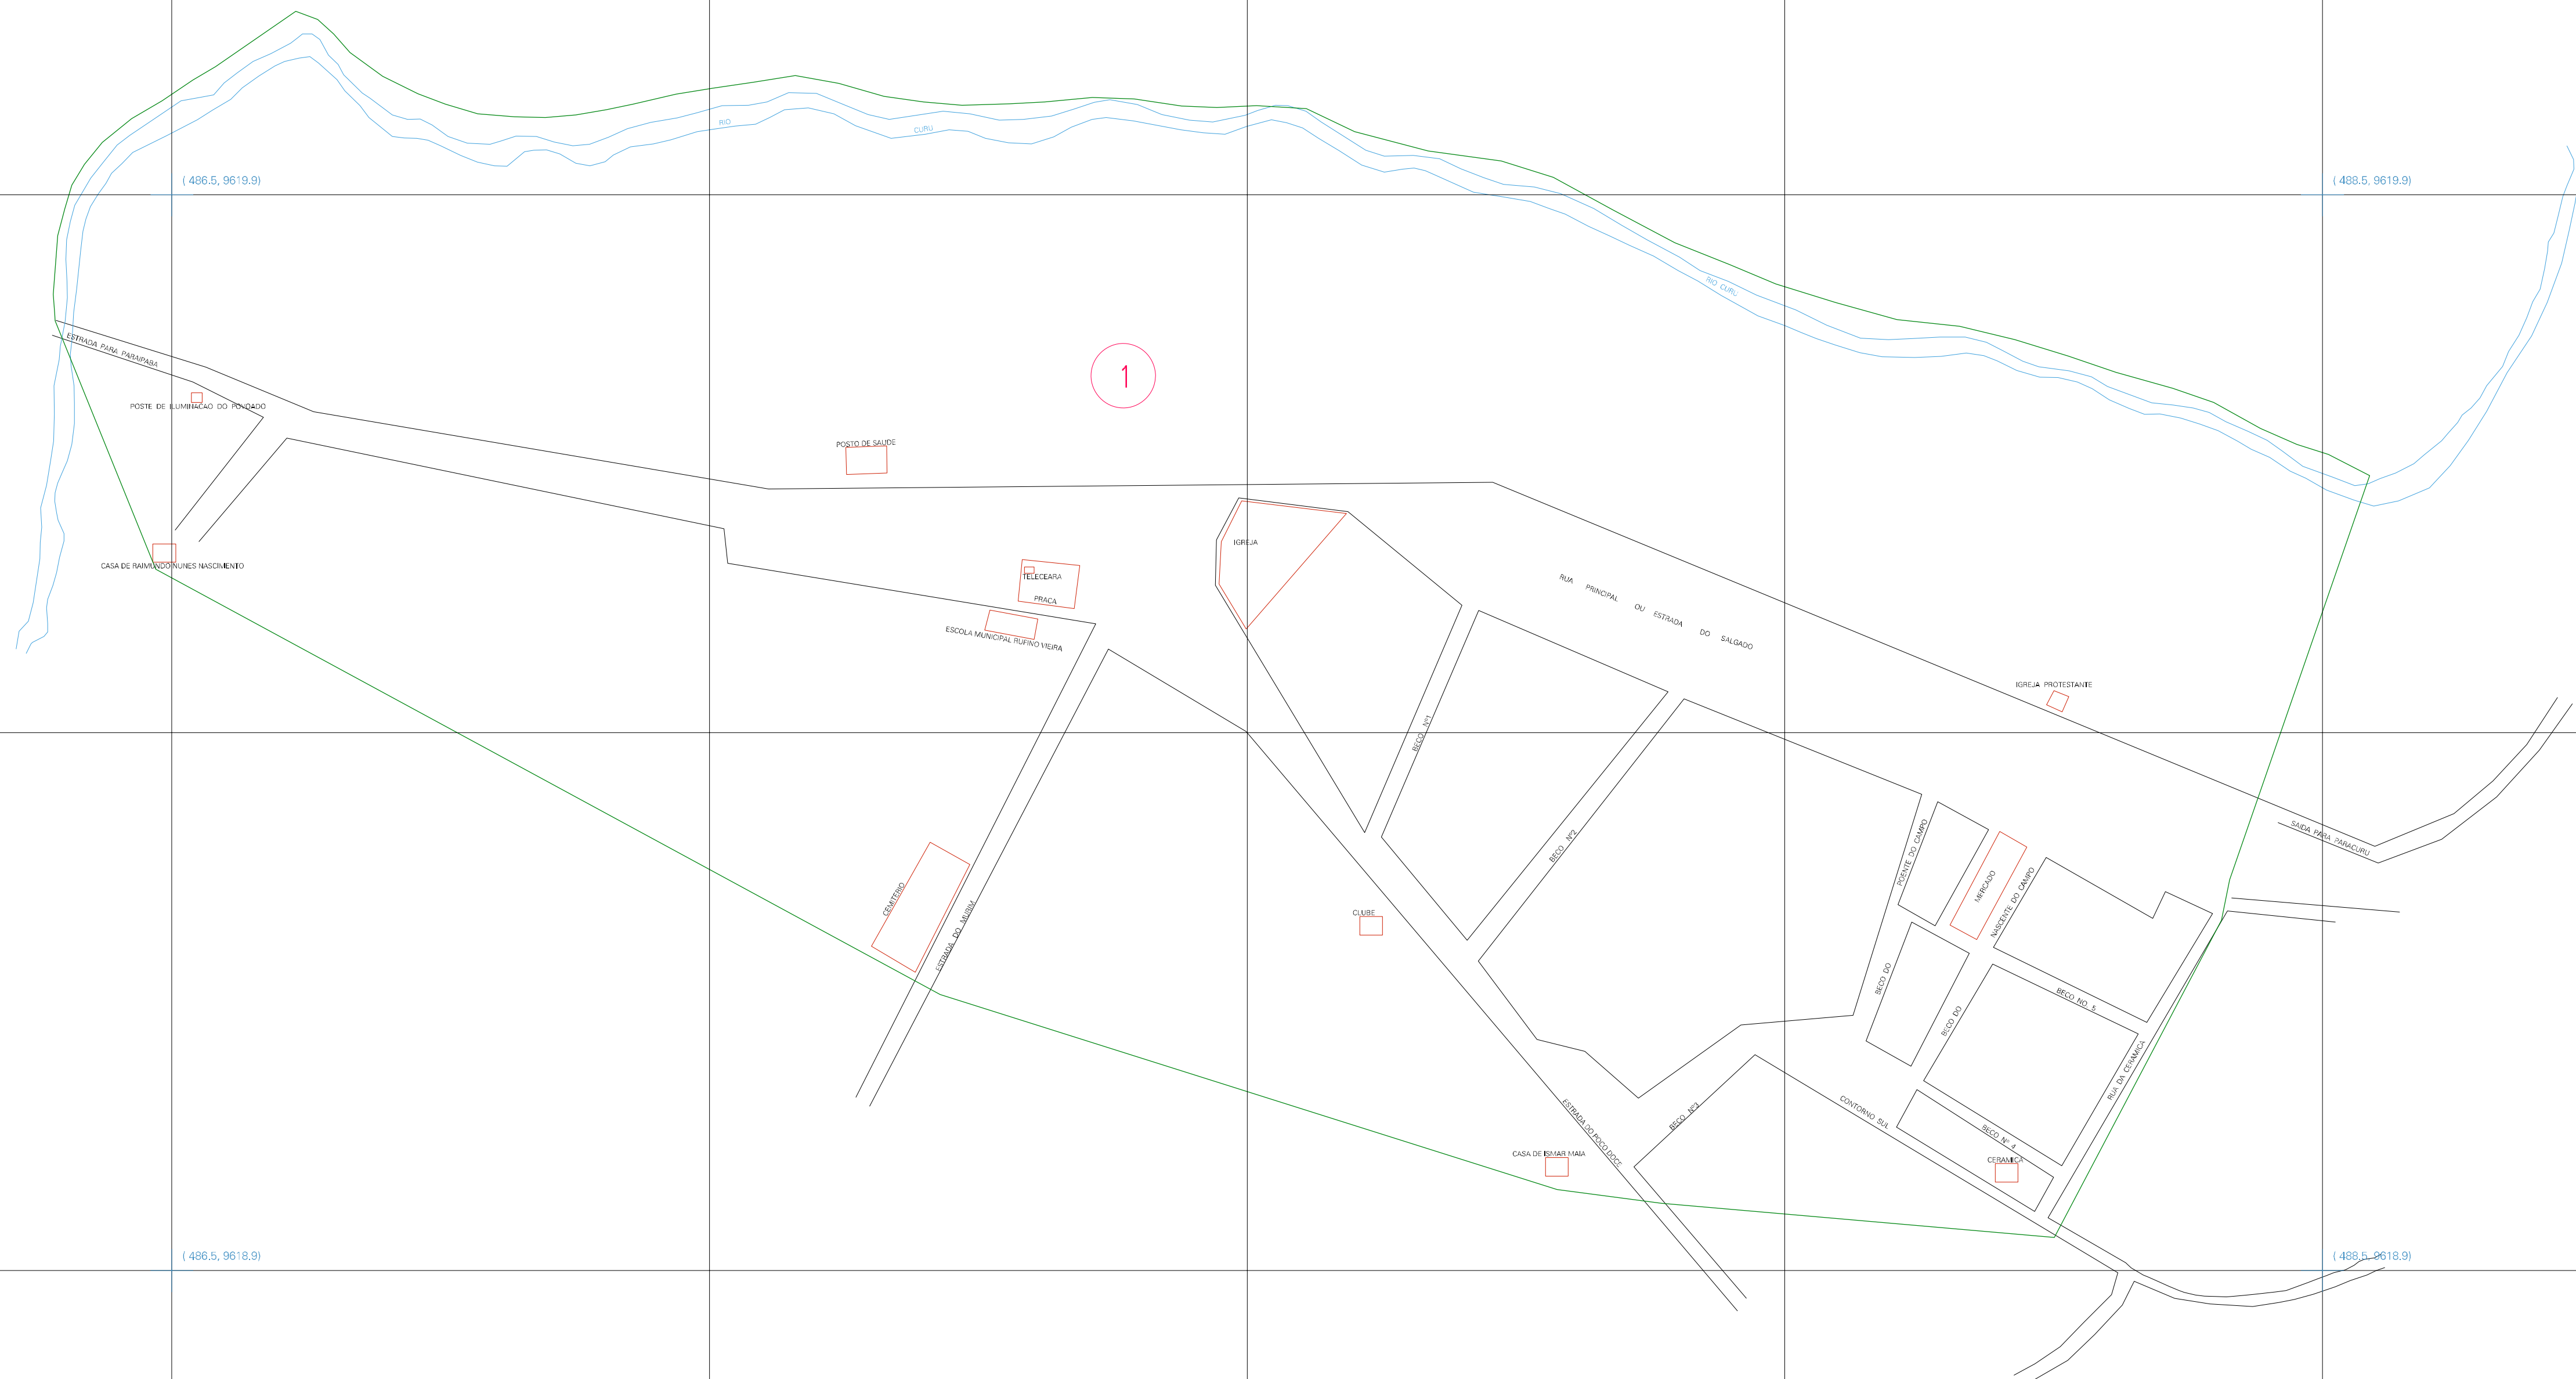 RIO
CURU
( 486.5, 9619.9)
( 488.5, 9619.9)
RIO CURU
ESTRADA PARA PARAIPABA
1
POSTE DE ILUMINACAO DO POVOADO
POSTO DE SAUDE
IGREJA
CASA DE RAIMUNDO NUNES NASCIMENTO
TELECEARA
PRACA
RUA PRINCIPAL OU ESTRADA DO SALGADO
ESCOLA MUNICIPAL RUFINO VIEIRA
IGREJA PROTESTANTE
BECO Nº1
BECO Nº2
SAIDA PARA PARACURU
POENTE DO CAMPO
MERCADO
NASCENTE DO CAMPO
CEMITERIO
CLUBE
ESTRADA DO MUBIM
BECO DO
BECO NO. 5
BECO DO
RUA DA CERAMICA
CONTORNO SUL
BECO Nº3
ESTRADA DO POCO DOCE
BECO Nº 4
CASA DE ISMAR MAIA
CERAMICA
( 486.5, 9618.9)
( 488.5, 9618.9)